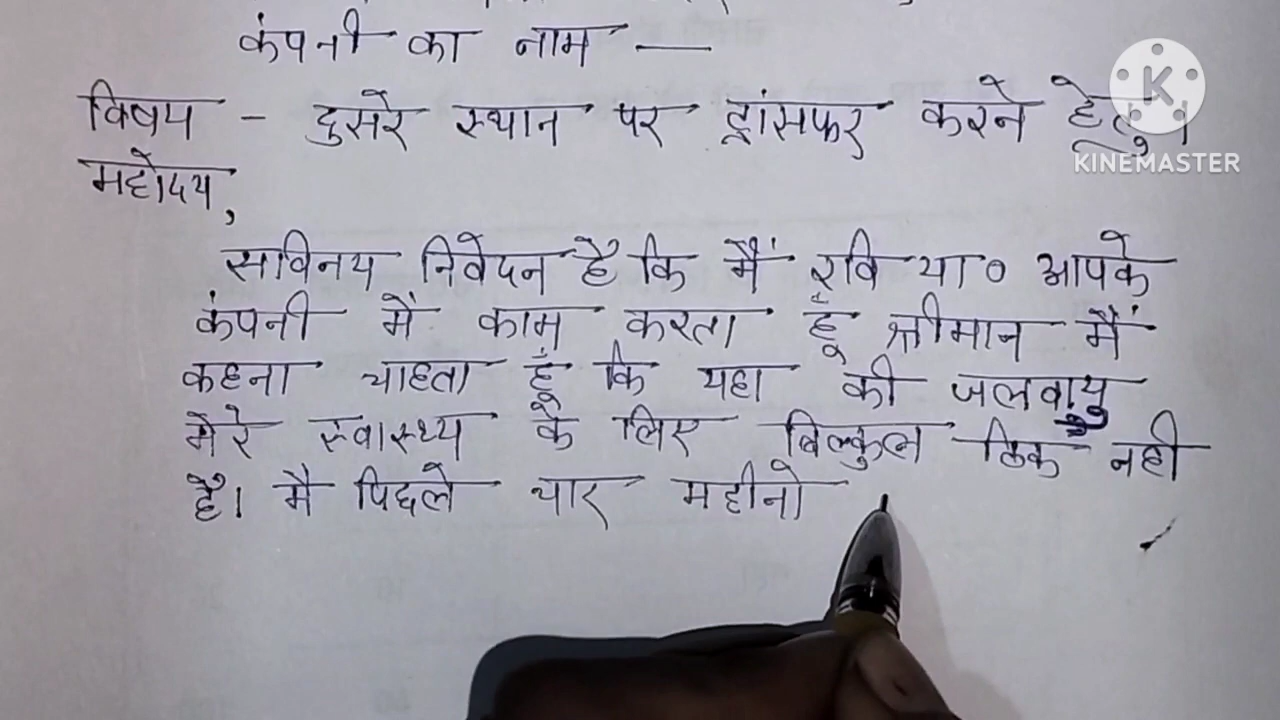 कंपनी का नाम —
विषय - दुसरे स्थान पर ट्रांसफर करने हेतु।
महोदय,
सविनय निवेदन है कि मैं रवि या० आपके
कंपनी में काम करता हूँ श्रीमान मैं
कहना चाहता हूँ कि यहा की जलवायु
मेरे स्वास्थ्य के लिए बिल्कुल ठिक नही
है। मै पिछले चार महीनो
K
KINEMASTER